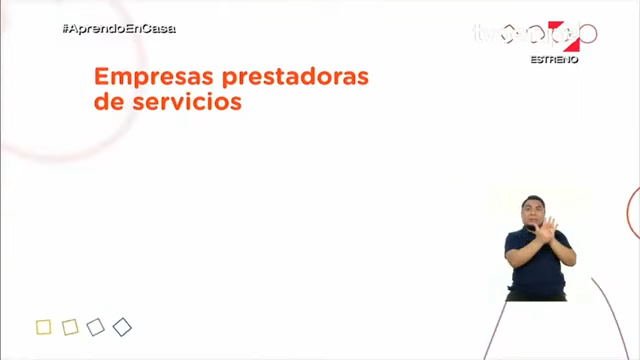 #AprendoEnCasa
ESTRENO
Empresas prestadoras
de servicios